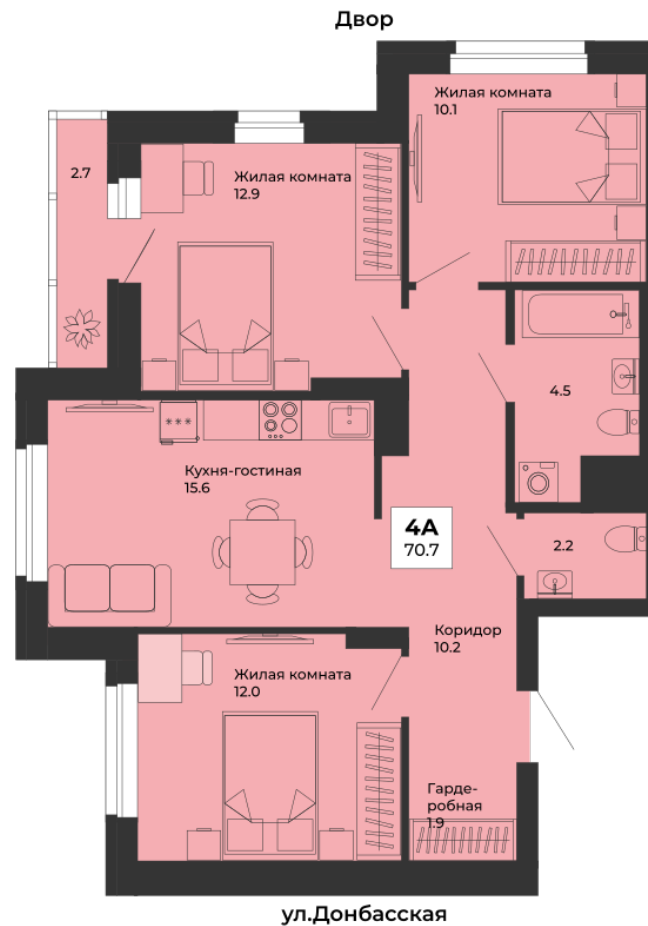 Двор
Жилая комната
10.1
2.7
Жилая комната
12.9
4.5
***
Кухня-гостиная
15.6
4А
70.7
2.2
Коридор
10.2
Жилая комната
12.0
Гарде-
робная
1.9
ул.Донбасская